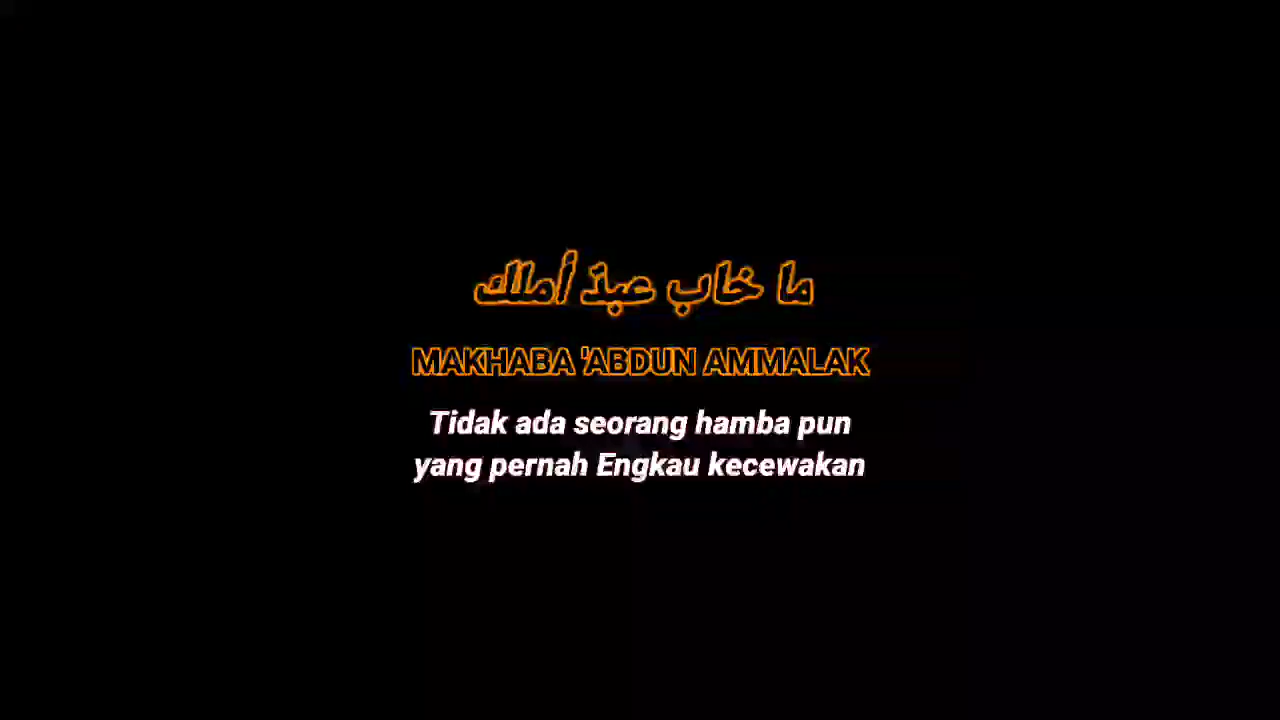 ما خاب عبدٌ أملك
MAKHABA 'ABDUN AMMALAK
Tidak ada seorang hamba pun
yang pernah Engkau kecewakan